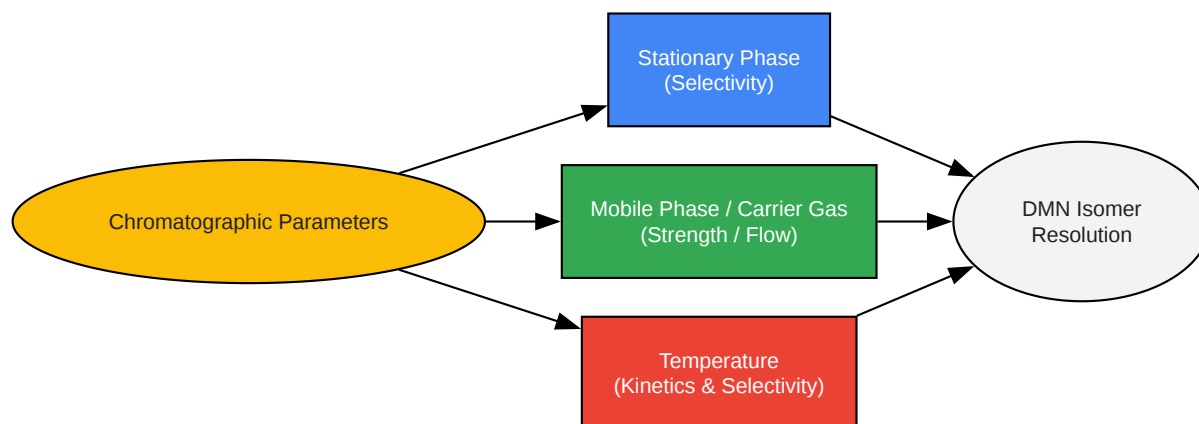 Stationary Phase
(Selectivity)
Chromatographic Parameters
Mobile Phase / Carrier Gas
(Strength / Flow)
DMN Isomer
Resolution
Temperature
(Kinetics & Selectivity)